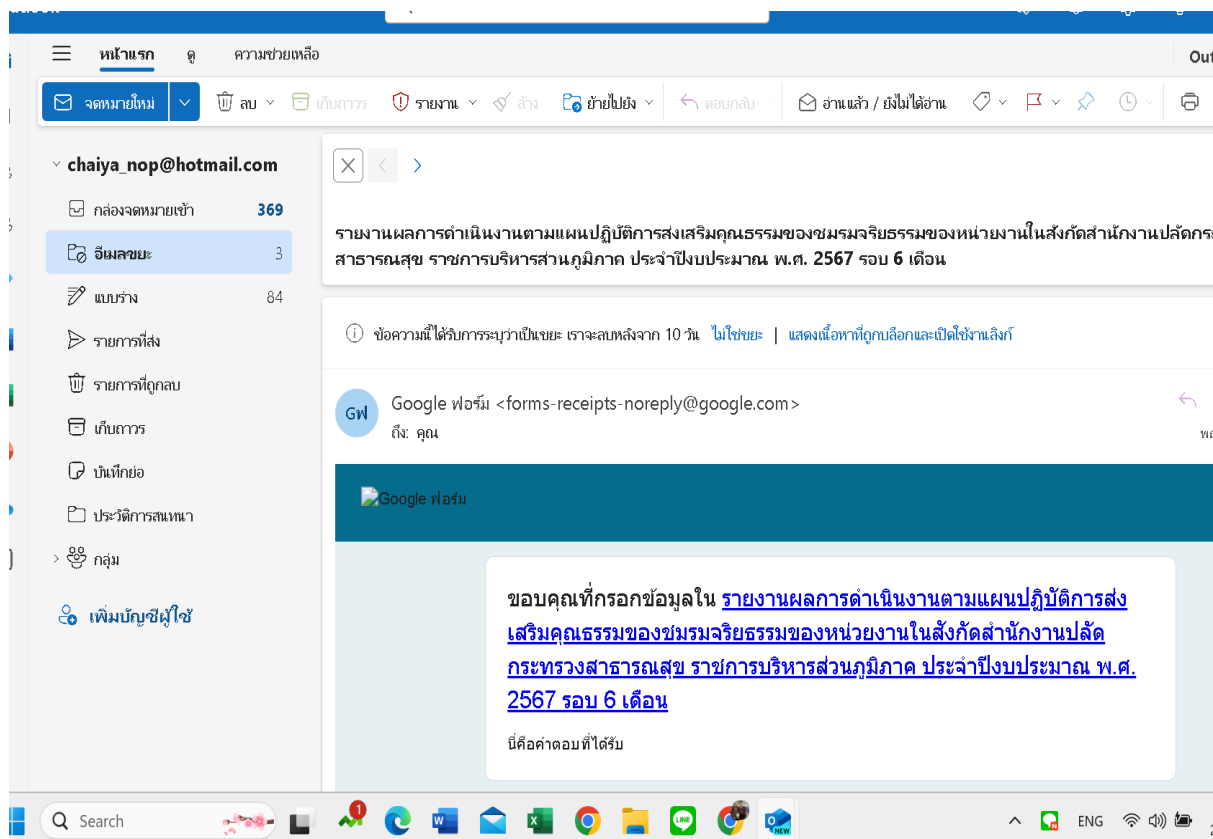 หน้าแรก ดู ความช่วยเหลือ
จดหมายใหม่ ลบ เก็บถาวร รายงาน ล้าง ย้ายไปยัง ตอบกลับ อ่านแล้ว / ยังไม่ได้อ่าน
chaiya_nop@hotmail.com
กล่องจดหมายเข้า 369
อีเมลขยะ 3
แบบร่าง 84
รายการที่ส่ง
รายการที่ถูกลบ
เก็บถาวร
บันทึกย่อ
ประวัติการสนทนา
กลุ่ม
เพิ่มบัญชีผู้ใช้
รายงานผลการดำเนินงานตามแผนปฏิบัติการส่งเสริมคุณธรรมของชมรมจริยธรรมของหน่วยงานในสังกัดสำนักงานปลัดกระ
สาธารณสุข ราชการบริหารส่วนภูมิภาค ประจำปีงบประมาณ พ.ศ. 2567 รอบ 6 เดือน
ข้อความนี้ได้รับการระบุว่าเป็นขยะ เราจะลบหลังจาก 10 วัน ไม่ใช่ขยะ | แสดงเนื้อหาที่ถูกบล็อกและเปิดใช้งานลิงก์
Gฟ
Google ฟอร์ม <forms-receipts-noreply@google.com>
ถึง: คุณ
Google ฟอร์ม
ขอบคุณที่กรอกข้อมูลใน รายงานผลการดำเนินงานตามแผนปฏิบัติการส่ง
เสริมคุณธรรมของชมรมจริยธรรมของหน่วยงานในสังกัดสำนักงานปลัด
กระทรวงสาธารณสุข ราชการบริหารส่วนภูมิภาค ประจำปีงบประมาณ พ.ศ.
2567 รอบ 6 เดือน
นี่คือคำตอบที่ได้รับ
Search 1 LINE NEW ENG